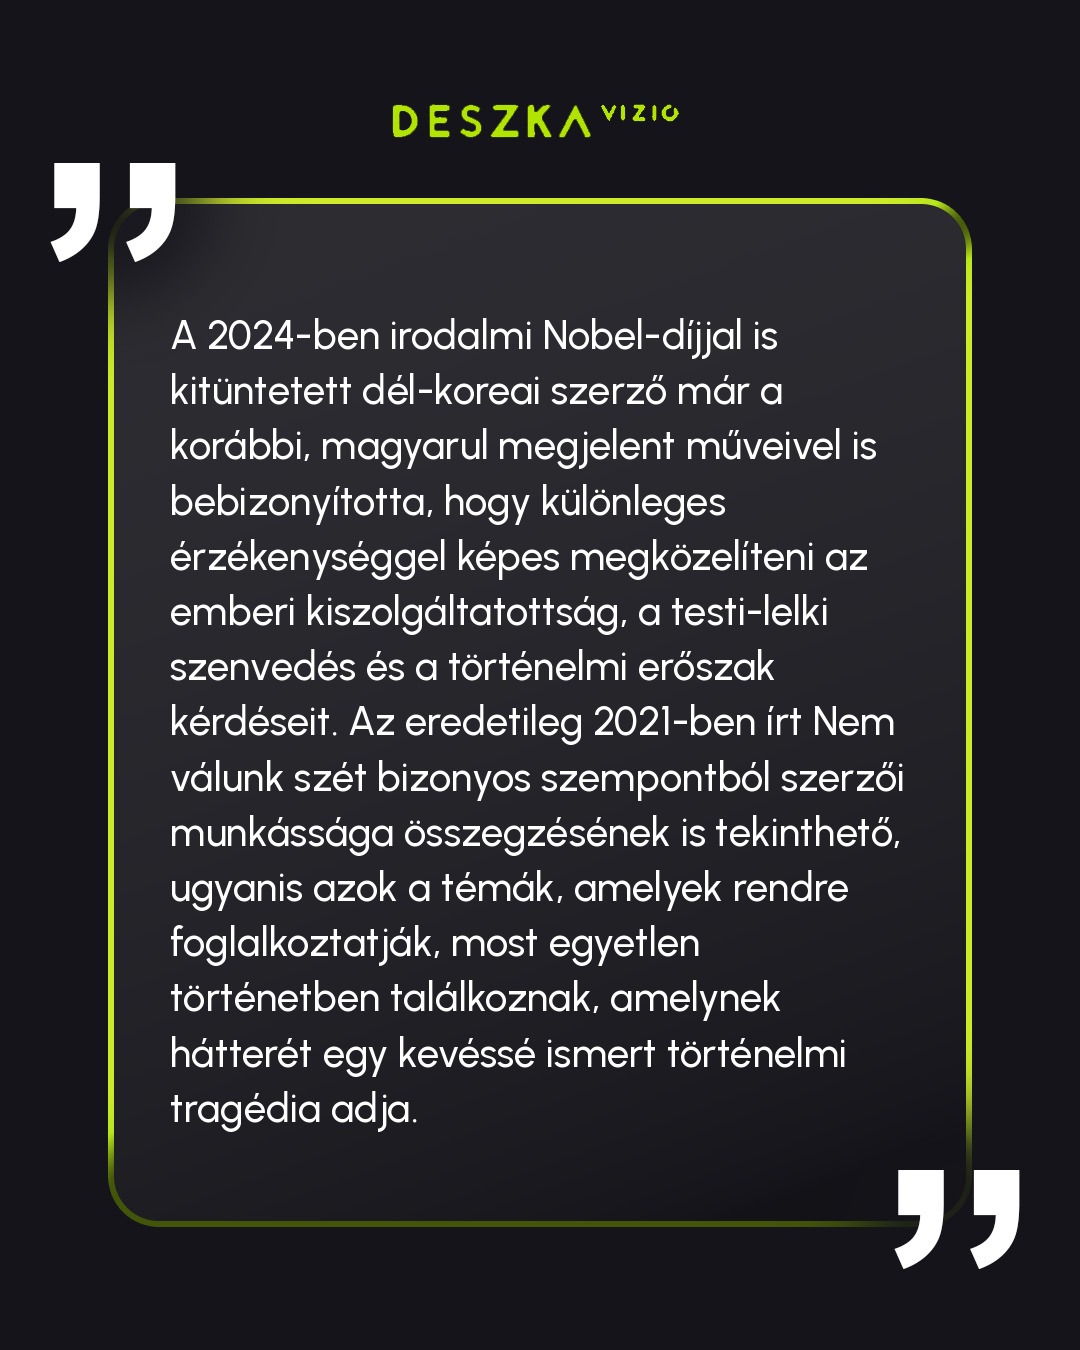 DESZKA VIZIO
”
A 2024-ben irodalmi Nobel-díjjal is
kitüntetett dél-koreai szerző már a
korábbi, magyarul megjelent műveivel is
bebizonyította, hogy különleges
érzékenységgel képes megközelíteni az
emberi kiszolgáltatottság, a testi-lelki
szenvedés és a történelmi erőszak
kérdéseit. Az eredetileg 2021-ben írt Nem
válunk szét bizonyos szempontból szerzői
munkássága összegzésének is tekinthető,
ugyanis azok a témák, amelyek rendre
foglalkoztatják, most egyetlen
történetben találkoznak, amelynek
hátterét egy kevéssé ismert történelmi
tragédia adja.
”